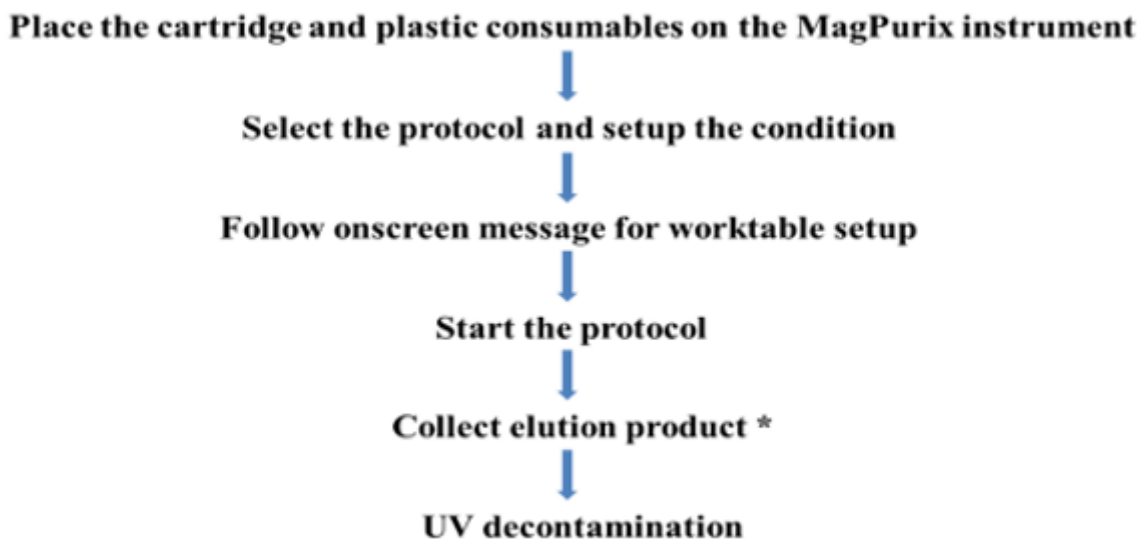 Place the cartridge and plastic consumables on the MagPurix instrument
Select the protocol and setup the condition
Follow onscreen message for worktable setup
Start the protocol
Collect elution product *
UV decontamination